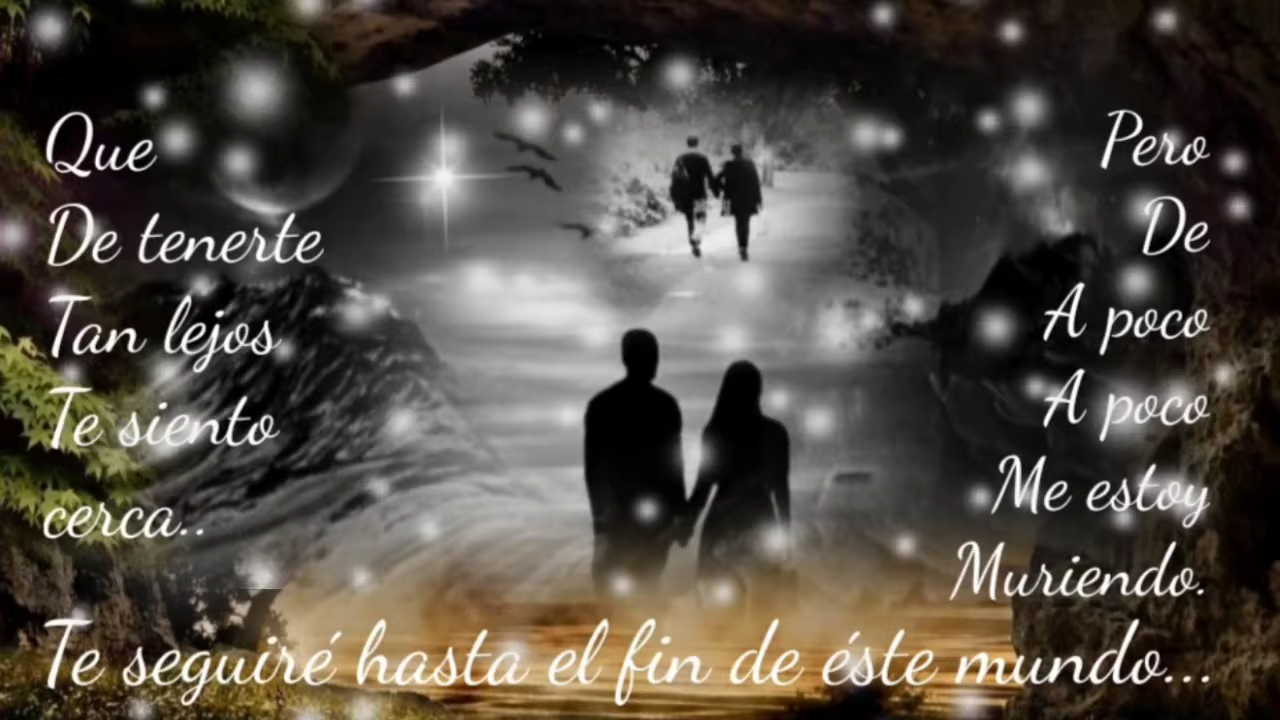 Que
De tenerte
Tan lejos
Te siento
cerca..
Pero
De
A poco
A poco
Me estoy
Muriendo.
Te seguiré hasta el fin de éste mundo...